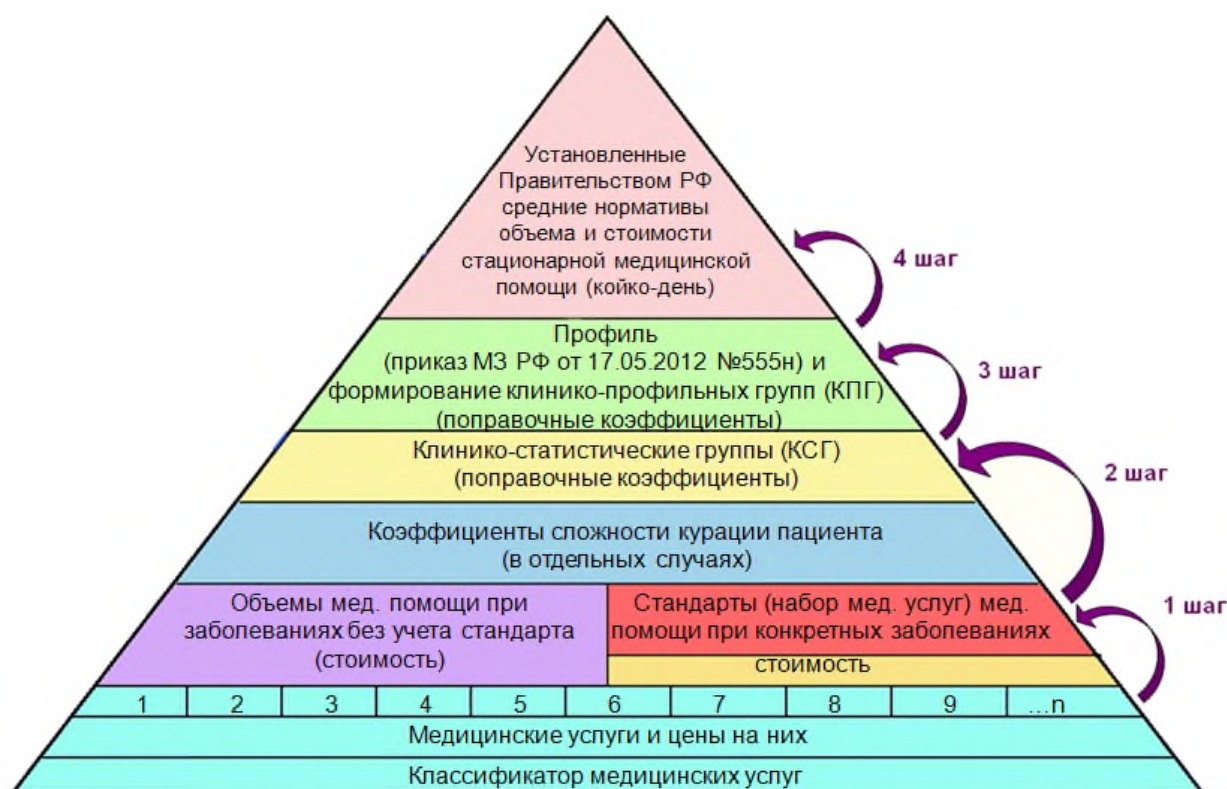 Установленные
Правительством РФ
средние нормативы
объема и стоимости
стационарной медицинской
помощи (койко-день)
4 шаг
Профиль
(приказ МЗ РФ от 17.05.2012 №555н) и
формирование клинико-профильных групп (КПГ)
(поправочные коэффициенты)
3 шаг
Клинико-статистические группы (КСГ)
(поправочные коэффициенты)
2 шаг
Коэффициенты сложности курации пациента
(в отдельных случаях)
Объемы мед. помощи при
заболеваниях без учета стандарта
(стоимость)
Стандарты (набор мед. услуг) мед.
помощи при конкретных заболеваниях
стоимость
1 шаг
1 2 3 4 5 6 7 8 9 ...n
Медицинские услуги и цены на них
Классификатор медицинских услуг